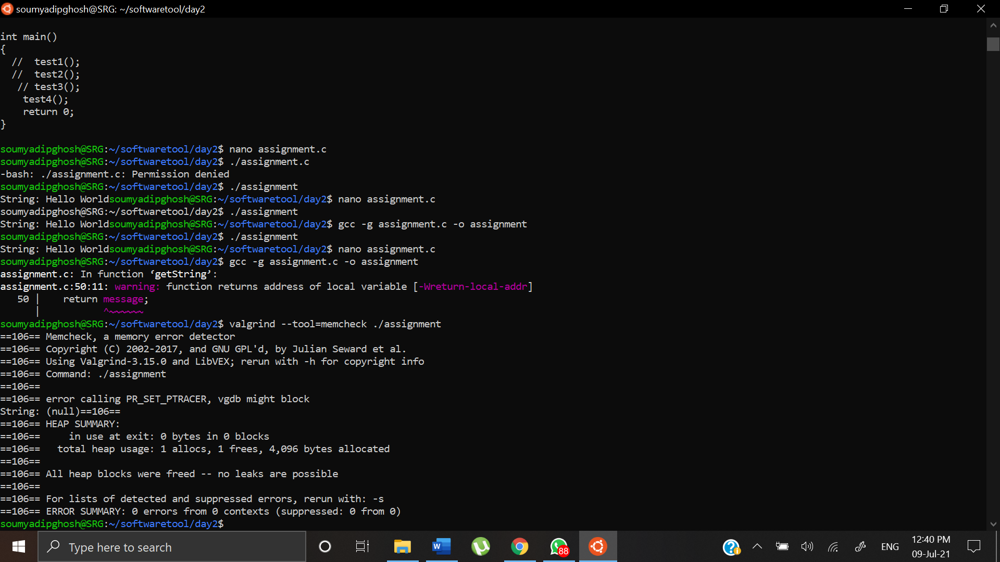 soumyadipghosh@SRG: ~/softwaretool/day2
int main()
{
  //  test1();
  //  test2();
   // test3();
    test4();
    return 0;
}
soumyadipghosh@SRG:~/softwaretool/day2$ nano assignment.c
soumyadipghosh@SRG:~/softwaretool/day2$ ./assignment.c
-bash: ./assignment.c: Permission denied
soumyadipghosh@SRG:~/softwaretool/day2$ ./assignment
String: Hello Worldsoumyadipghosh@SRG:~/softwaretool/day2$ nano assignment.c
soumyadipghosh@SRG:~/softwaretool/day2$ ./assignment
String: Hello Worldsoumyadipghosh@SRG:~/softwaretool/day2$ gcc -g assignment.c -o assignment
soumyadipghosh@SRG:~/softwaretool/day2$ ./assignment
String: Hello Worldsoumyadipghosh@SRG:~/softwaretool/day2$ nano assignment.c
soumyadipghosh@SRG:~/softwaretool/day2$ gcc -g assignment.c -o assignment
assignment.c: In function ‘getString’:
assignment.c:50:11: warning: function returns address of local variable [-Wreturn-local-addr]
   50 |    return message;
      |           ^~~~~~~
soumyadipghosh@SRG:~/softwaretool/day2$ valgrind --tool=memcheck ./assignment
==106== Memcheck, a memory error detector
==106== Copyright (C) 2002-2017, and GNU GPL'd, by Julian Seward et al.
==106== Using Valgrind-3.15.0 and LibVEX; rerun with -h for copyright info
==106== Command: ./assignment
==106==
==106== error calling PR_SET_PTRACER, vgdb might block
String: (null)==106==
==106== HEAP SUMMARY:
==106==     in use at exit: 0 bytes in 0 blocks
==106==   total heap usage: 1 allocs, 1 frees, 4,096 bytes allocated
==106==
==106== All heap blocks were freed -- no leaks are possible
==106==
==106== For lists of detected and suppressed errors, rerun with: -s
==106== ERROR SUMMARY: 0 errors from 0 contexts (suppressed: 0 from 0)
soumyadipghosh@SRG:~/softwaretool/day2$
Type here to search
W
88
ENG
12:40 PM
09-Jul-21